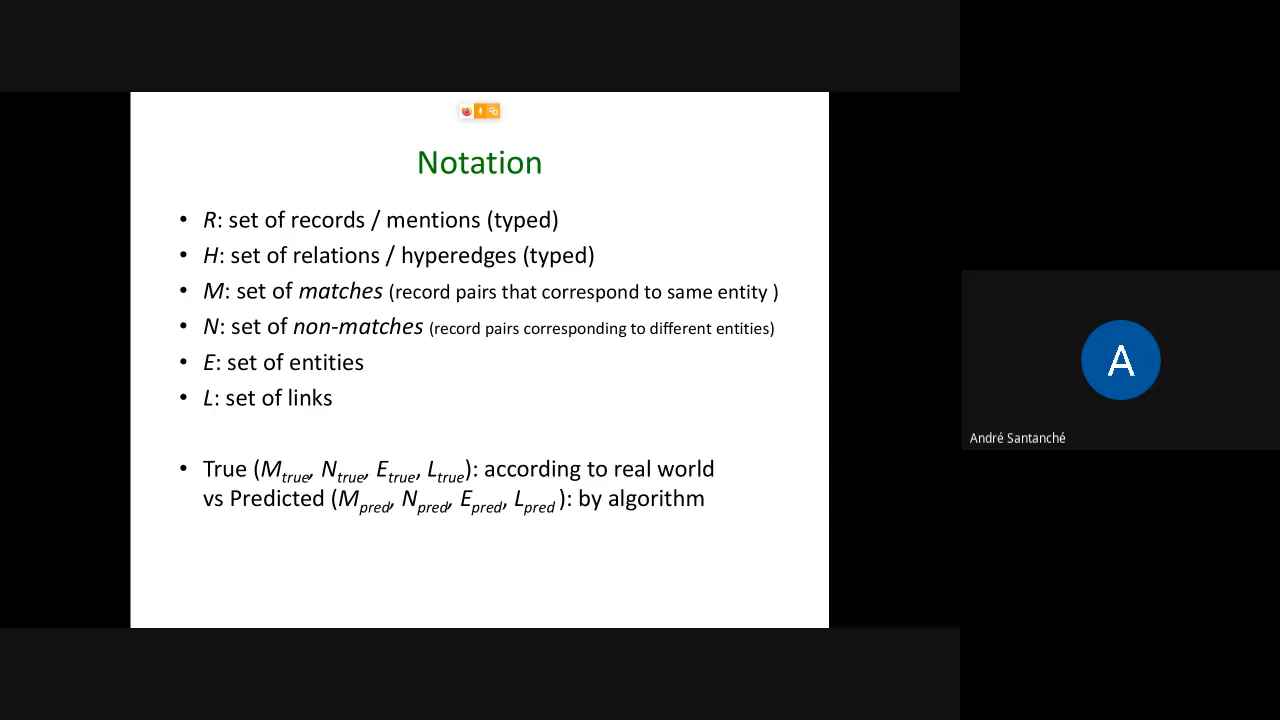 Notation
• R: set of records / mentions (typed)
• H: set of relations / hyperedges (typed)
• M: set of matches (record pairs that correspond to same entity )
• N: set of non-matches (record pairs corresponding to different entities)
• E: set of entities
• L: set of links
• True (Mtrue, Ntrue, Etrue, Ltrue): according to real world
vs Predicted (Mpred, Npred, Epred, Lpred ): by algorithm
A
André Santanchè